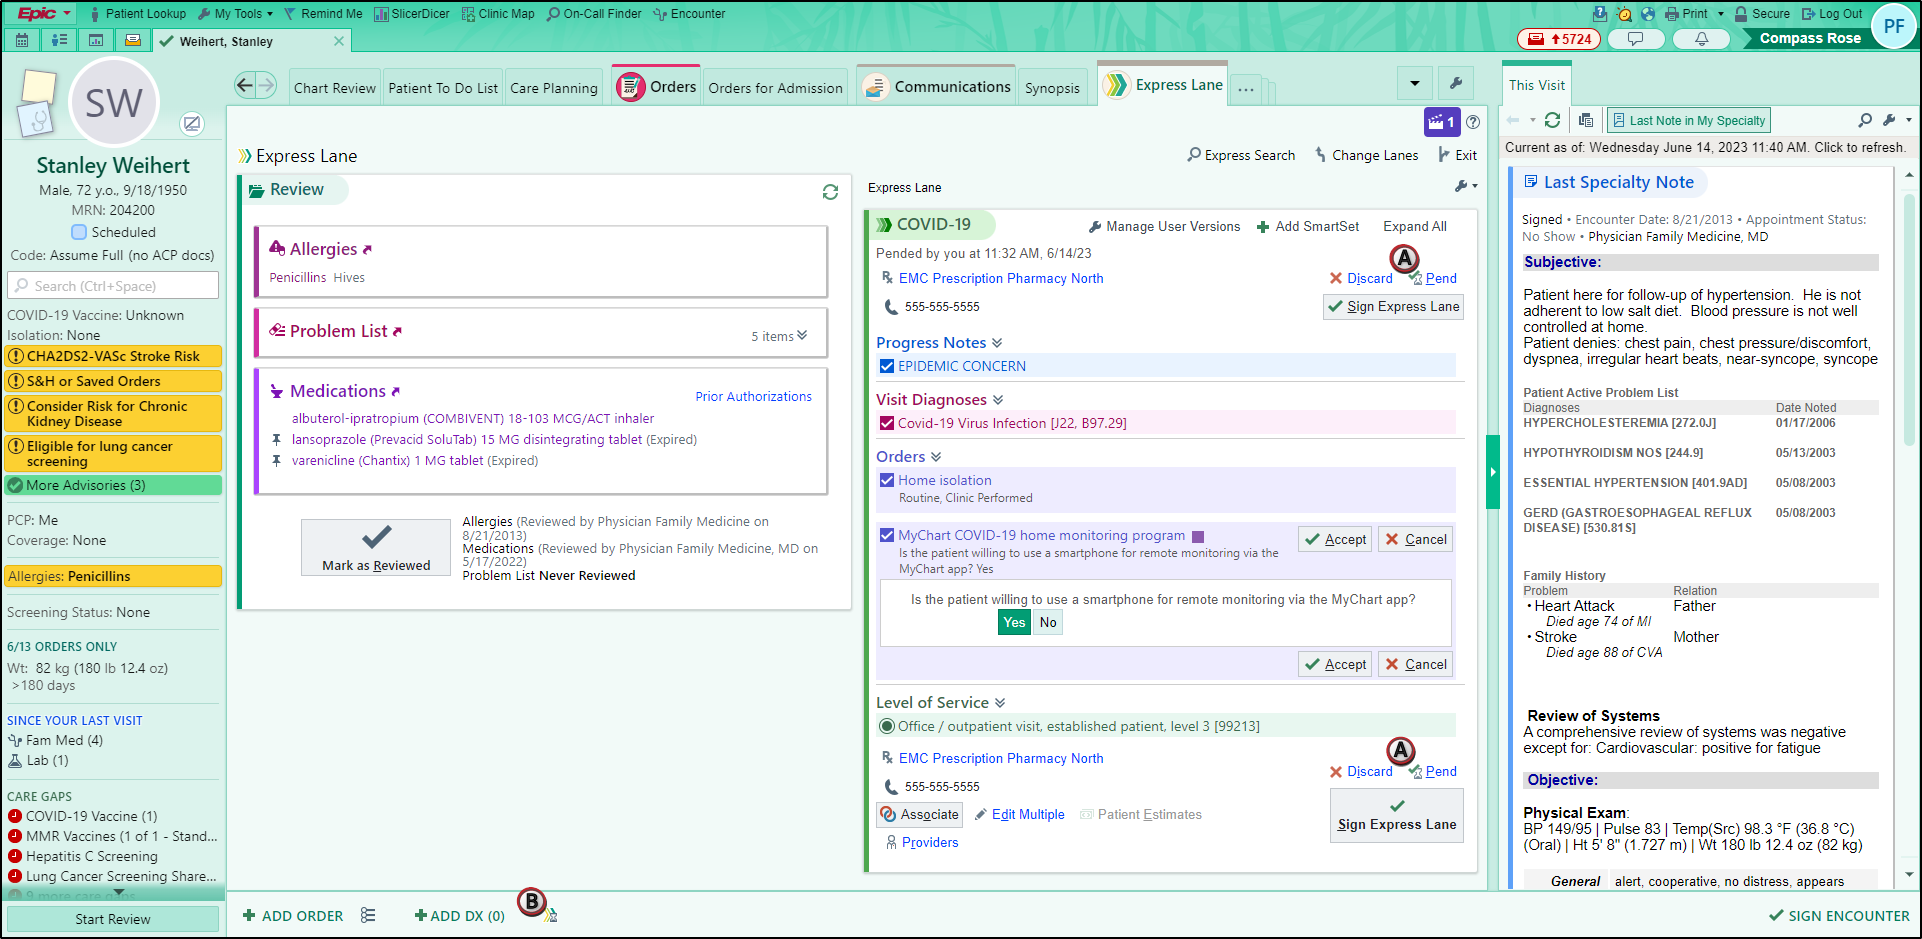 Epic Patient Lookup My Tools Remind Me SlicerDicer Clinic Map On-Call Finder Encounter Print Secure Log Out
PF
Weihert, Stanley
5724
Compass Rose
SW
Stanley Weihert
Male, 72 y.o., 9/18/1950
MRN: 204200
Scheduled
Code: Assume Full (no ACP docs)
Search (Ctrl+Space)
COVID-19 Vaccine: Unknown
Isolation: None
CHA2DS2-VASc Stroke Risk
S&H or Saved Orders
Consider Risk for Chronic
Kidney Disease
Eligible for lung cancer
screening
More Advisories (3)
PCP: Me
Coverage: None
Allergies: Penicillins
Screening Status: None
6/13 ORDERS ONLY
Wt: 82 kg (180 lb 12.4 oz)
>180 days
SINCE YOUR LAST VISIT
Fam Med (4)
Lab (1)
CARE GAPS
COVID-19 Vaccine (1)
MMR Vaccines (1 of 1 - Stand...
Hepatitis C Screening
Lung Cancer Screening Share...
9 more care gaps
Start Review
Chart Review Patient To Do List Care Planning Orders Orders for Admission Communications Synopsis Express Lane ...
1
Express Lane
Express Search Change Lanes Exit
Review
Allergies
Penicillins Hives
Problem List
5 items
Medications
Prior Authorizations
albuterol-ipratropium (COMBIVENT) 18-103 MCG/ACT inhaler
lansoprazole (Prevacid SoluTab) 15 MG disintegrating tablet (Expired)
varenicline (Chantix) 1 MG tablet (Expired)
Mark as Reviewed
Allergies (Reviewed by Physician Family Medicine on
8/21/2013)
Medications (Reviewed by Physician Family Medicine, MD on
5/17/2022)
Problem List Never Reviewed
Express Lane
COVID-19
Manage User Versions Add SmartSet Expand All
Pended by you at 11:32 AM, 6/14/23
A
EMC Prescription Pharmacy North
Discard Pend
555-555-5555
Sign Express Lane
Progress Notes
EPIDEMIC CONCERN
Visit Diagnoses
Covid-19 Virus Infection [J22, B97.29]
Orders
Home isolation
Routine, Clinic Performed
MyChart COVID-19 home monitoring program
Accept Cancel
Is the patient willing to use a smartphone for remote monitoring via the
MyChart app? Yes
Is the patient willing to use a smartphone for remote monitoring via the MyChart app?
Yes No
Accept Cancel
Level of Service
Office / outpatient visit, established patient, level 3 [99213]
A
EMC Prescription Pharmacy North
Discard Pend
555-555-5555
Associate Edit Multiple Patient Estimates
Sign Express Lane
Providers
ADD ORDER
ADD DX (0)
B
SIGN ENCOUNTER
This Visit
Last Note in My Specialty
Current as of: Wednesday June 14, 2023 11:40 AM. Click to refresh.
Last Specialty Note
Signed • Encounter Date: 8/21/2013 • Appointment Status:
No Show • Physician Family Medicine, MD
Subjective:
Patient here for follow-up of hypertension. He is not
adherent to low salt diet. Blood pressure is not well
controlled at home.
Patient denies: chest pain, chest pressure/discomfort,
dyspnea, irregular heart beats, near-syncope, syncope
Patient Active Problem List
Diagnoses Date Noted
HYPERCHOLESTEREMIA [272.0J] 01/17/2006
HYPOTHYROIDISM NOS [244.9] 05/13/2003
ESSENTIAL HYPERTENSION [401.9AD] 05/08/2003
GERD (GASTROESOPHAGEAL REFLUX 05/08/2003
DISEASE) [530.81S]
Family History
Problem Relation
• Heart Attack Father
Died age 74 of MI
• Stroke Mother
Died age 88 of CVA
Review of Systems
A comprehensive review of systems was negative
except for: Cardiovascular: positive for fatigue
Objective:
Physical Exam:
BP 149/95 | Pulse 83 | Temp(Src) 98.3 °F (36.8 °C)
(Oral) | Ht 5' 8" (1.727 m) | Wt 180 lb 12.4 oz (82 kg)
General alert, cooperative, no distress, appears